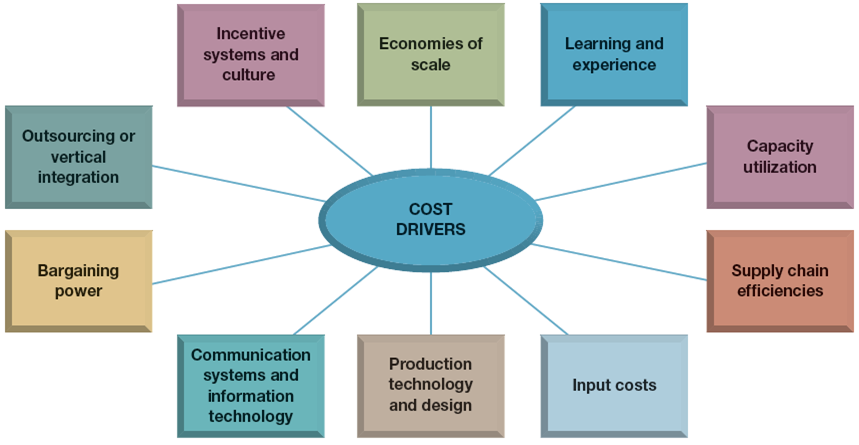 Incentive
systems and
culture
Economies of
scale
Learning and
experience
Outsourcing or
vertical
integration
Capacity
utilization
COST
DRIVERS
Bargaining
power
Supply chain
efficiencies
Communication
systems and
information
technology
Production
technology
and design
Input costs